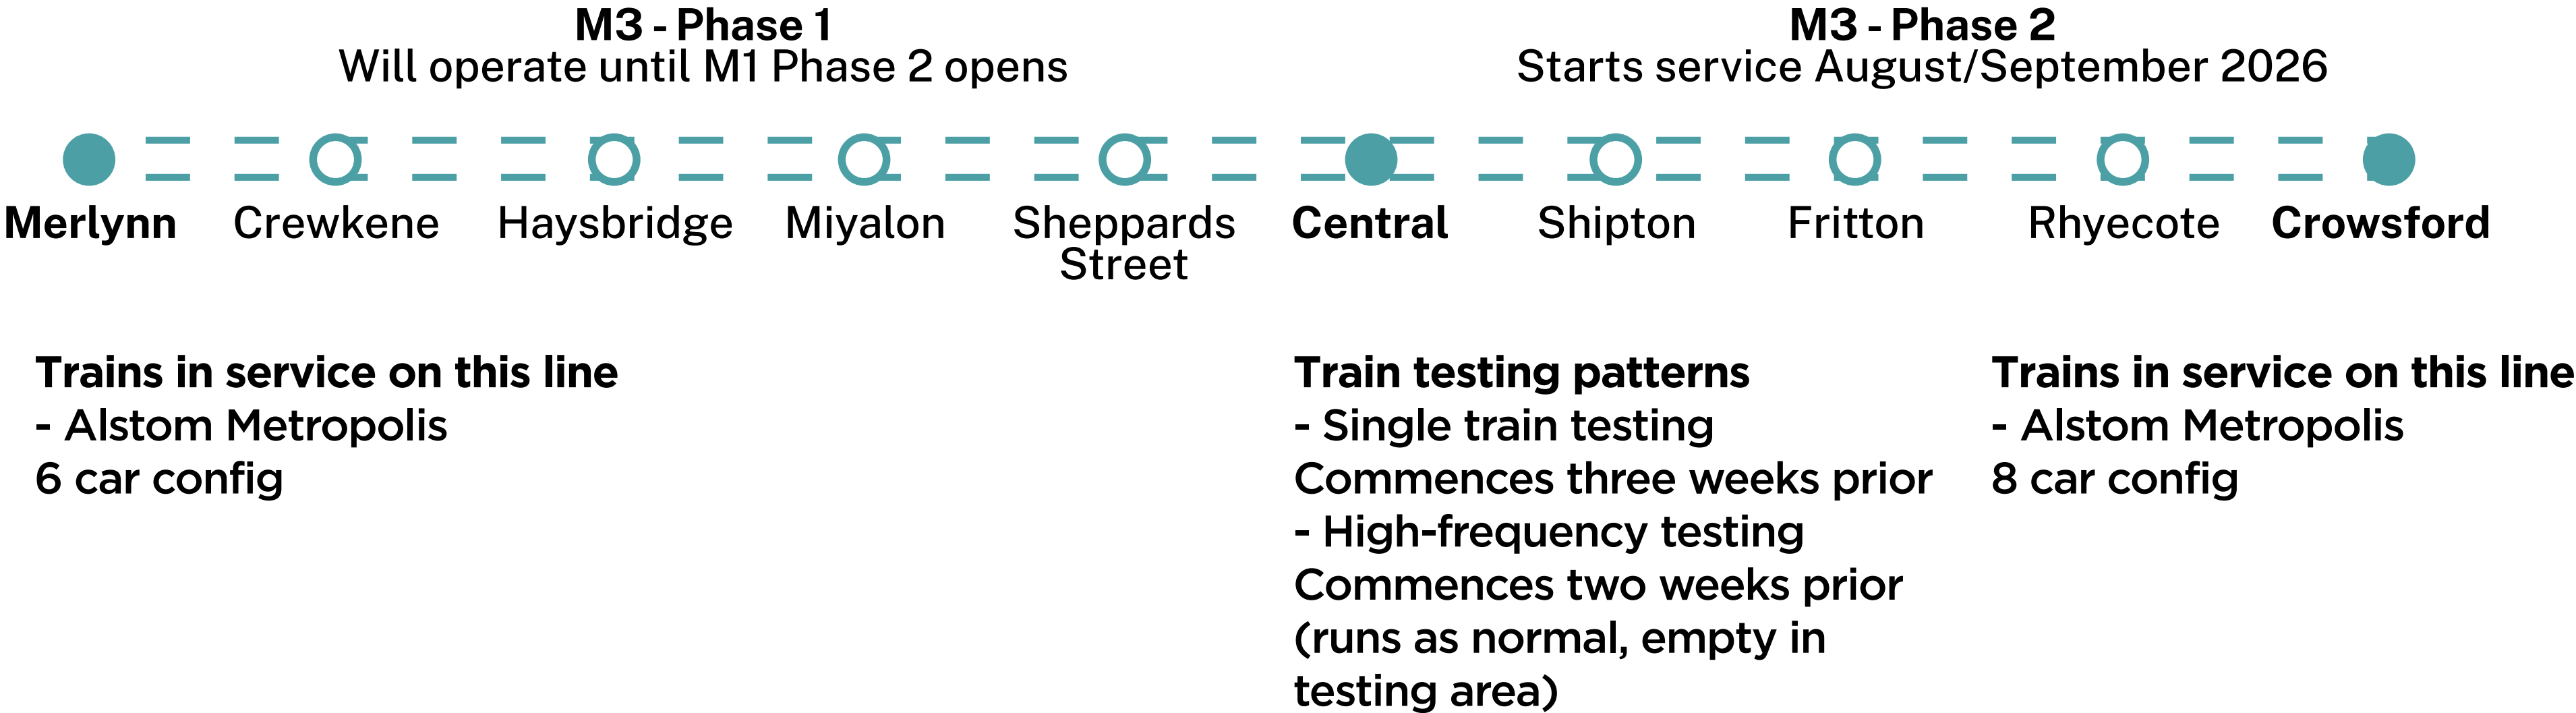 M3 - Phase 1
Will operate until M1 Phase 2 opens
M3 - Phase 2
Starts service August/September 2026
Merlynn
Crewkene
Haysbridge
Miyalon
Sheppards
Street
Central
Shipton
Fritton
Rhyecote
Crowsford
Trains in service on this line
- Alstom Metropolis
6 car config
Train testing patterns
- Single train testing
Commences three weeks prior
- High-frequency testing
Commences two weeks prior
(runs as normal, empty in
testing area)
Trains in service on this line
- Alstom Metropolis
8 car config